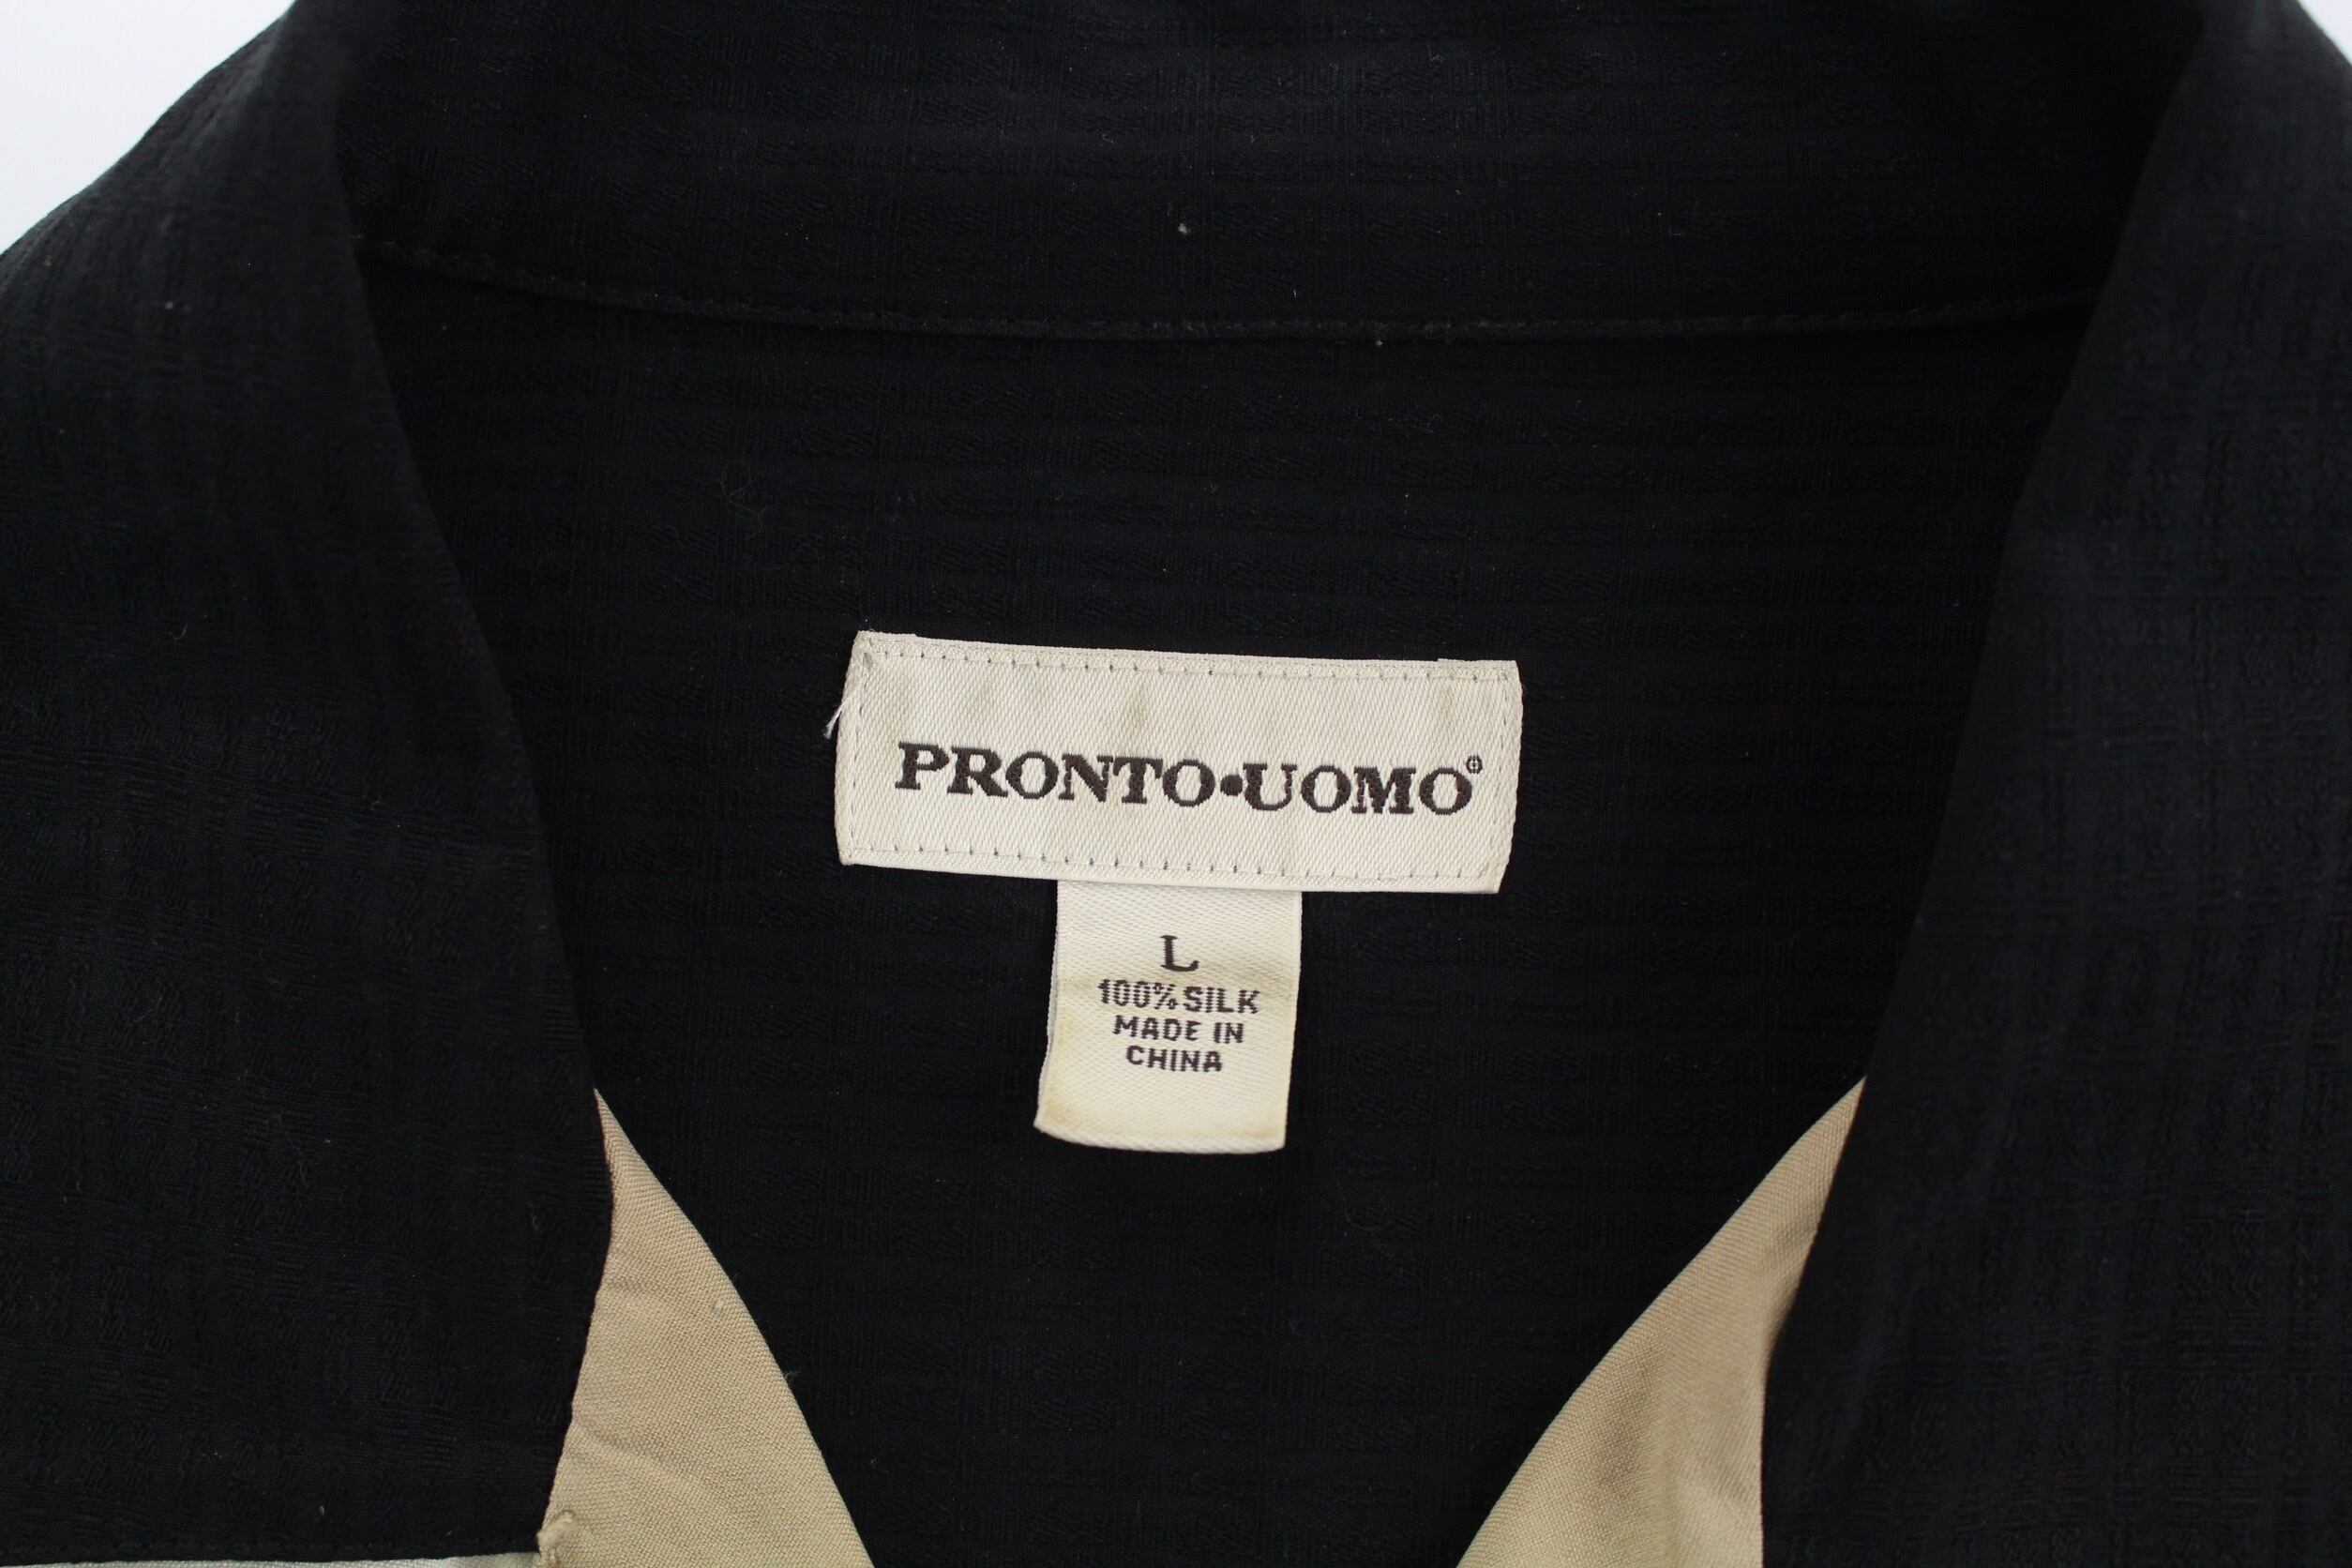 PRONTO•UOMO®
L
100% SILK
MADE IN
CHINA